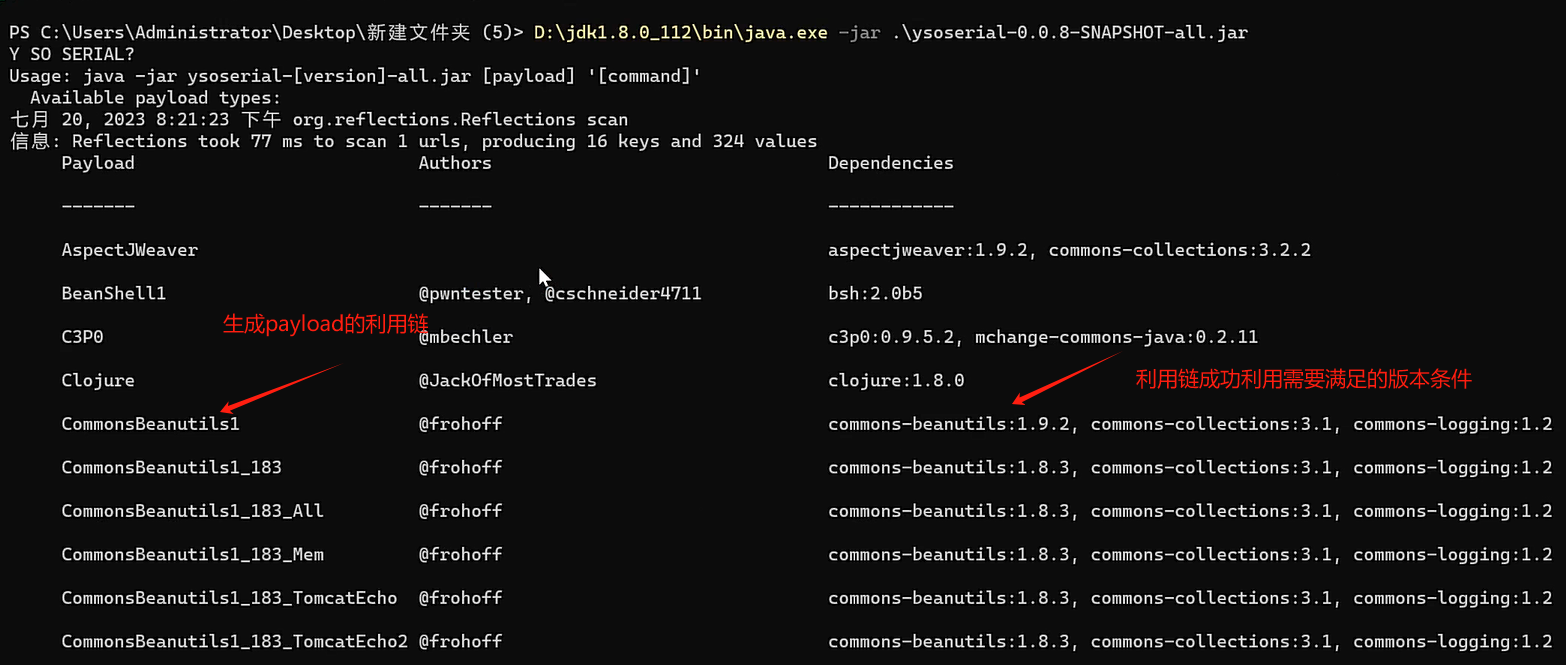 PS C:\Users\Administrator\Desktop\新建文件夹 (5)> D:\jdk1.8.0_112\bin\java.exe -jar .\ysoserial-0.0.8-SNAPSHOT-all.jar
Y SO SERIAL?
Usage: java -jar ysoserial-[version]-all.jar [payload] '[command]'
  Available payload types:
七月 20, 2023 8:21:23 下午 org.reflections.Reflections scan
信息: Reflections took 77 ms to scan 1 urls, producing 16 keys and 324 values
     Payload                           Authors                                Dependencies
     -------                           -------                                ------------
     AspectJWeaver                                                            aspectjweaver:1.9.2, commons-collections:3.2.2
     BeanShell1                        @pwntester, @cschneider4711            bsh:2.0b5
生成payload的利用链
     C3P0                              @mbechler                              c3p0:0.9.5.2, mchange-commons-java:0.2.11
     Clojure                           @JackOfMostTrades                      clojure:1.8.0
利用链成功利用需要满足的版本条件
     CommonsBeanutils1                 @frohoff                               commons-beanutils:1.9.2, commons-collections:3.1, commons-logging:1.2
     CommonsBeanutils1_183             @frohoff                               commons-beanutils:1.8.3, commons-collections:3.1, commons-logging:1.2
     CommonsBeanutils1_183_All         @frohoff                               commons-beanutils:1.8.3, commons-collections:3.1, commons-logging:1.2
     CommonsBeanutils1_183_Mem         @frohoff                               commons-beanutils:1.8.3, commons-collections:3.1, commons-logging:1.2
     CommonsBeanutils1_183_TomcatEcho  @frohoff                               commons-beanutils:1.8.3, commons-collections:3.1, commons-logging:1.2
     CommonsBeanutils1_183_TomcatEcho2 @frohoff                               commons-beanutils:1.8.3, commons-collections:3.1, commons-logging:1.2